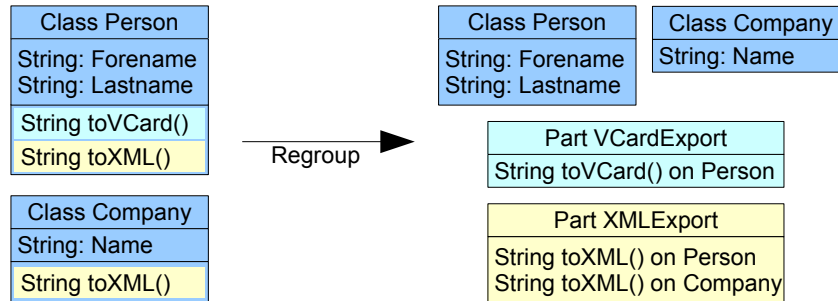 Class Person
String: Forename
String: Lastname
String toVCard()
String toXML()
Class Company
String: Name
String toXML()
Regroup
Class Person
String: Forename
String: Lastname
Class Company
String: Name
Part VCardExport
String toVCard() on Person
Part XMLExport
String toXML() on Person
String toXML() on Company